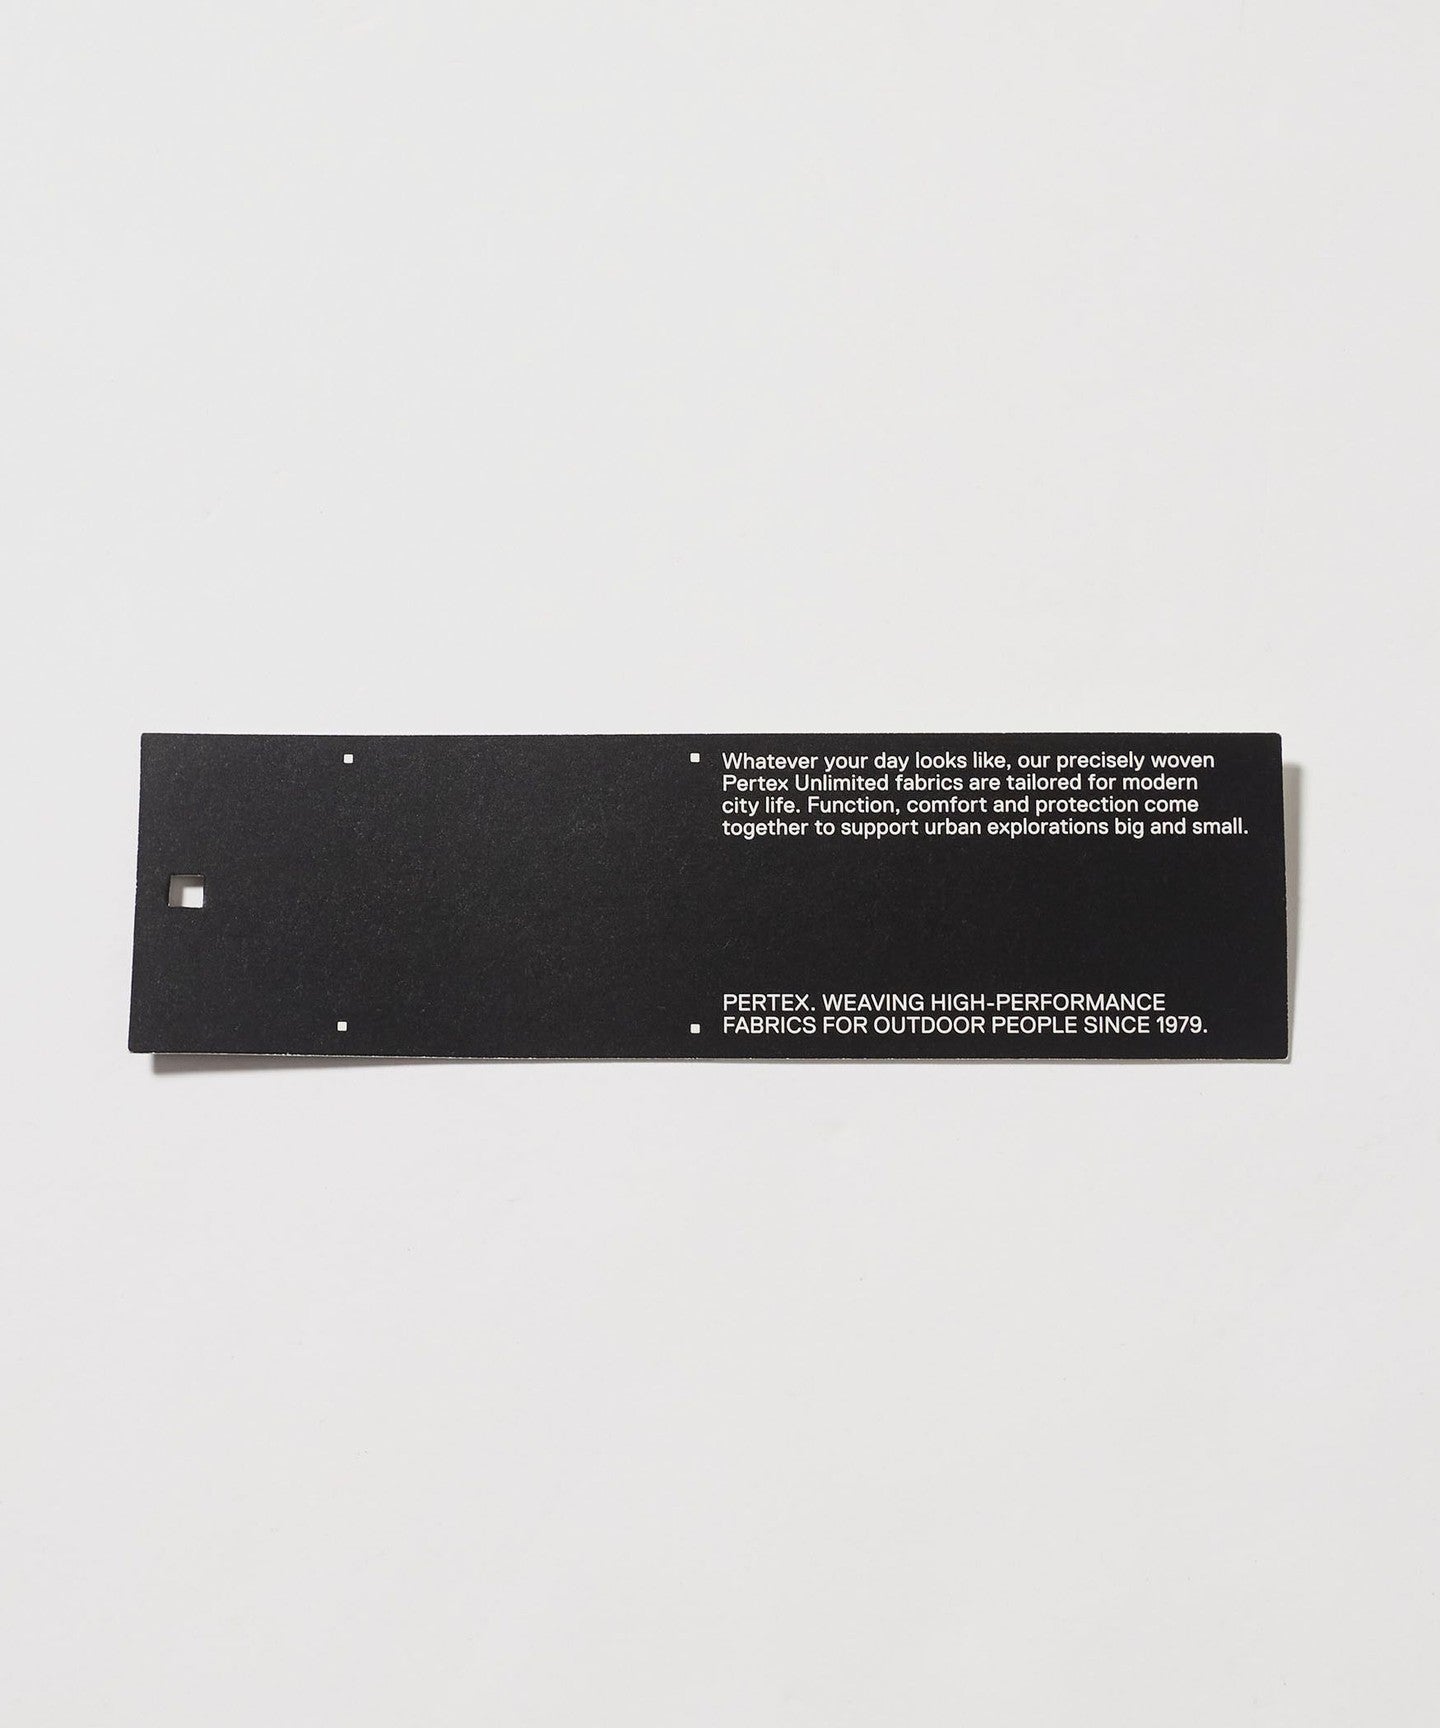 Whatever your day looks like, our precisely woven
Pertex Unlimited fabrics are tailored for modern
city life. Function, comfort and protection come
together to support urban explorations big and small.
PERTEX. WEAVING HIGH-PERFORMANCE
FABRICS FOR OUTDOOR PEOPLE SINCE 1979.